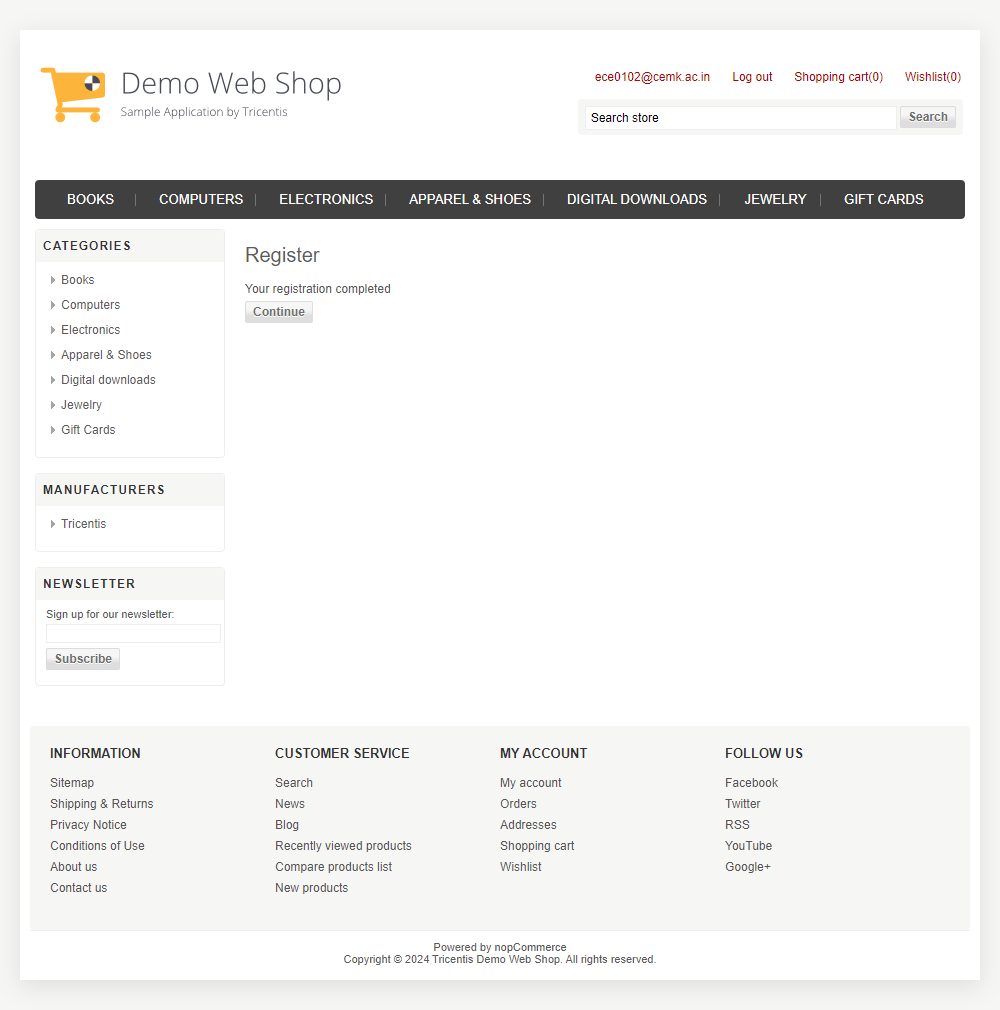 Demo Web Shop
Sample Application by Tricentis
ece0102@cemk.ac.in Log out Shopping cart(0) Wishlist(0)
Search store Search
BOOKS COMPUTERS ELECTRONICS APPAREL & SHOES DIGITAL DOWNLOADS JEWELRY GIFT CARDS
CATEGORIES
Books
Computers
Electronics
Apparel & Shoes
Digital downloads
Jewelry
Gift Cards
MANUFACTURERS
Tricentis
NEWSLETTER
Sign up for our newsletter:
Subscribe
Register
Your registration completed
Continue
INFORMATION
Sitemap
Shipping & Returns
Privacy Notice
Conditions of Use
About us
Contact us
CUSTOMER SERVICE
Search
News
Blog
Recently viewed products
Compare products list
New products
MY ACCOUNT
My account
Orders
Addresses
Shopping cart
Wishlist
FOLLOW US
Facebook
Twitter
RSS
YouTube
Google+
Powered by nopCommerce
Copyright © 2024 Tricentis Demo Web Shop. All rights reserved.